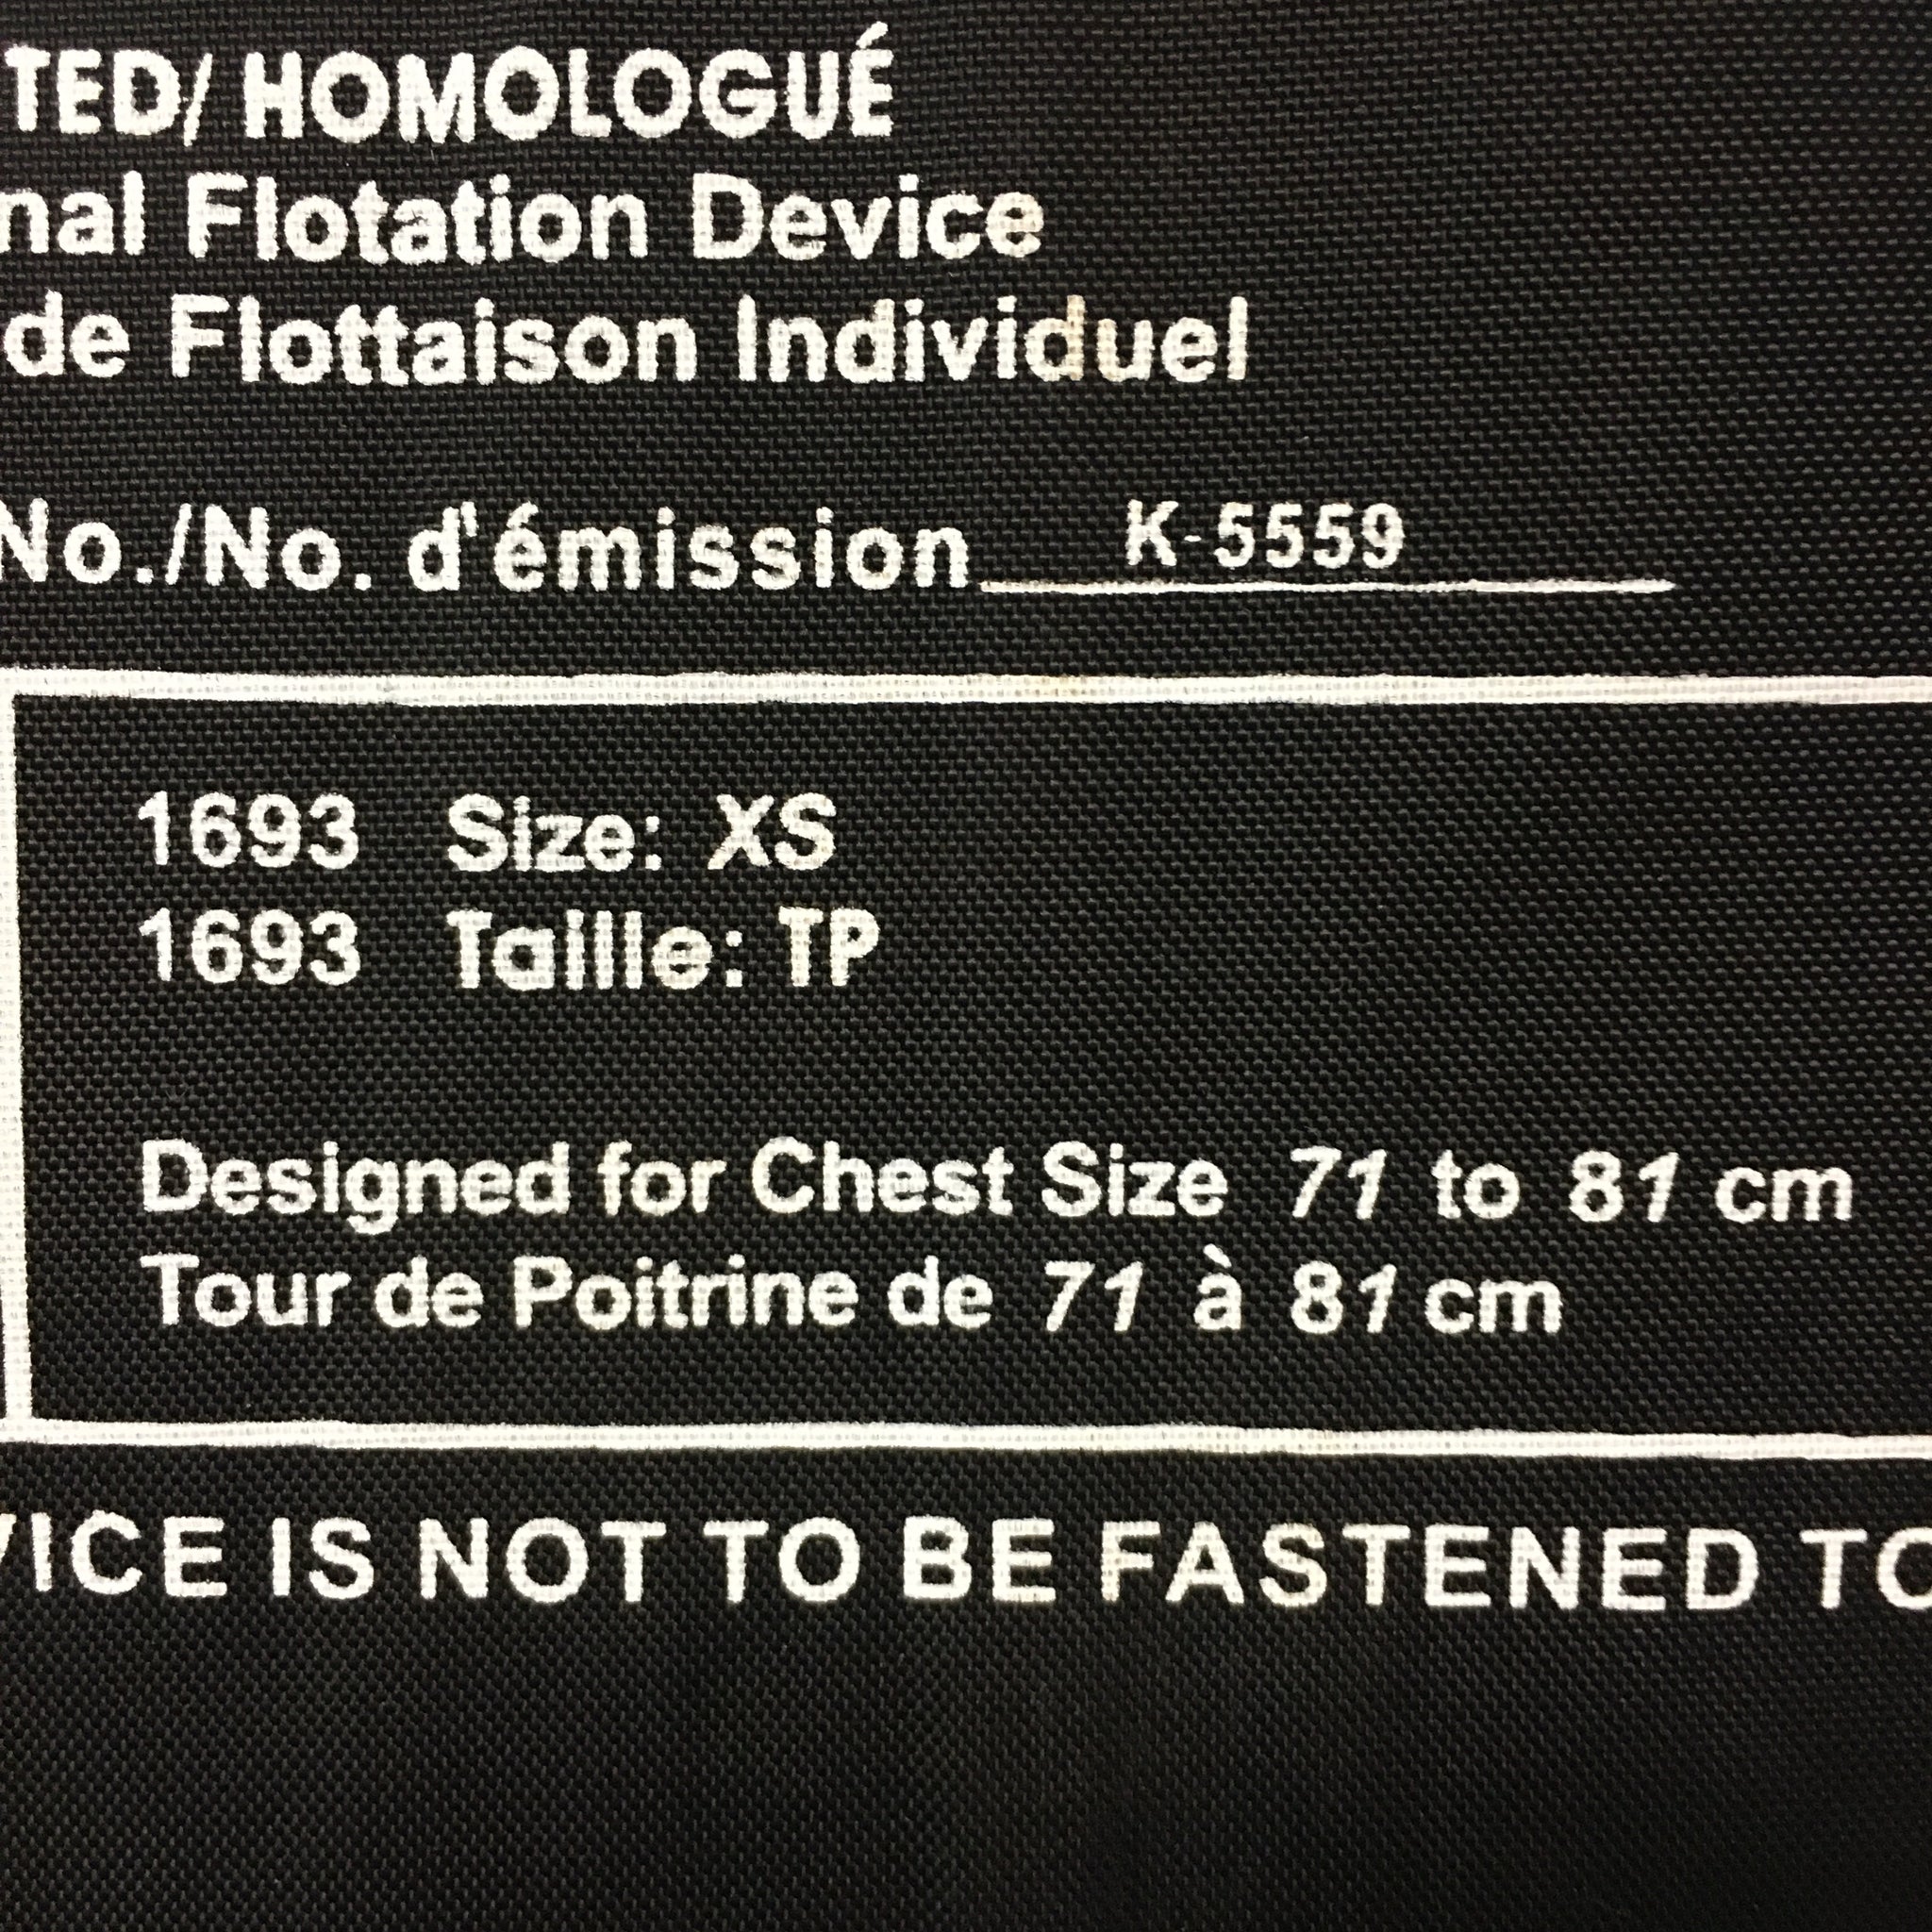 TED/ HOMOLOGUÉ
nal Flotation Device
de Flottaison Individuel
No./No. d'émission K-5559
1693 Size: XS
1693 Taille: TP
Designed for Chest Size 71 to 81 cm
Tour de Poitrine de 71 à 81 cm
VICE IS NOT TO BE FASTENED TO